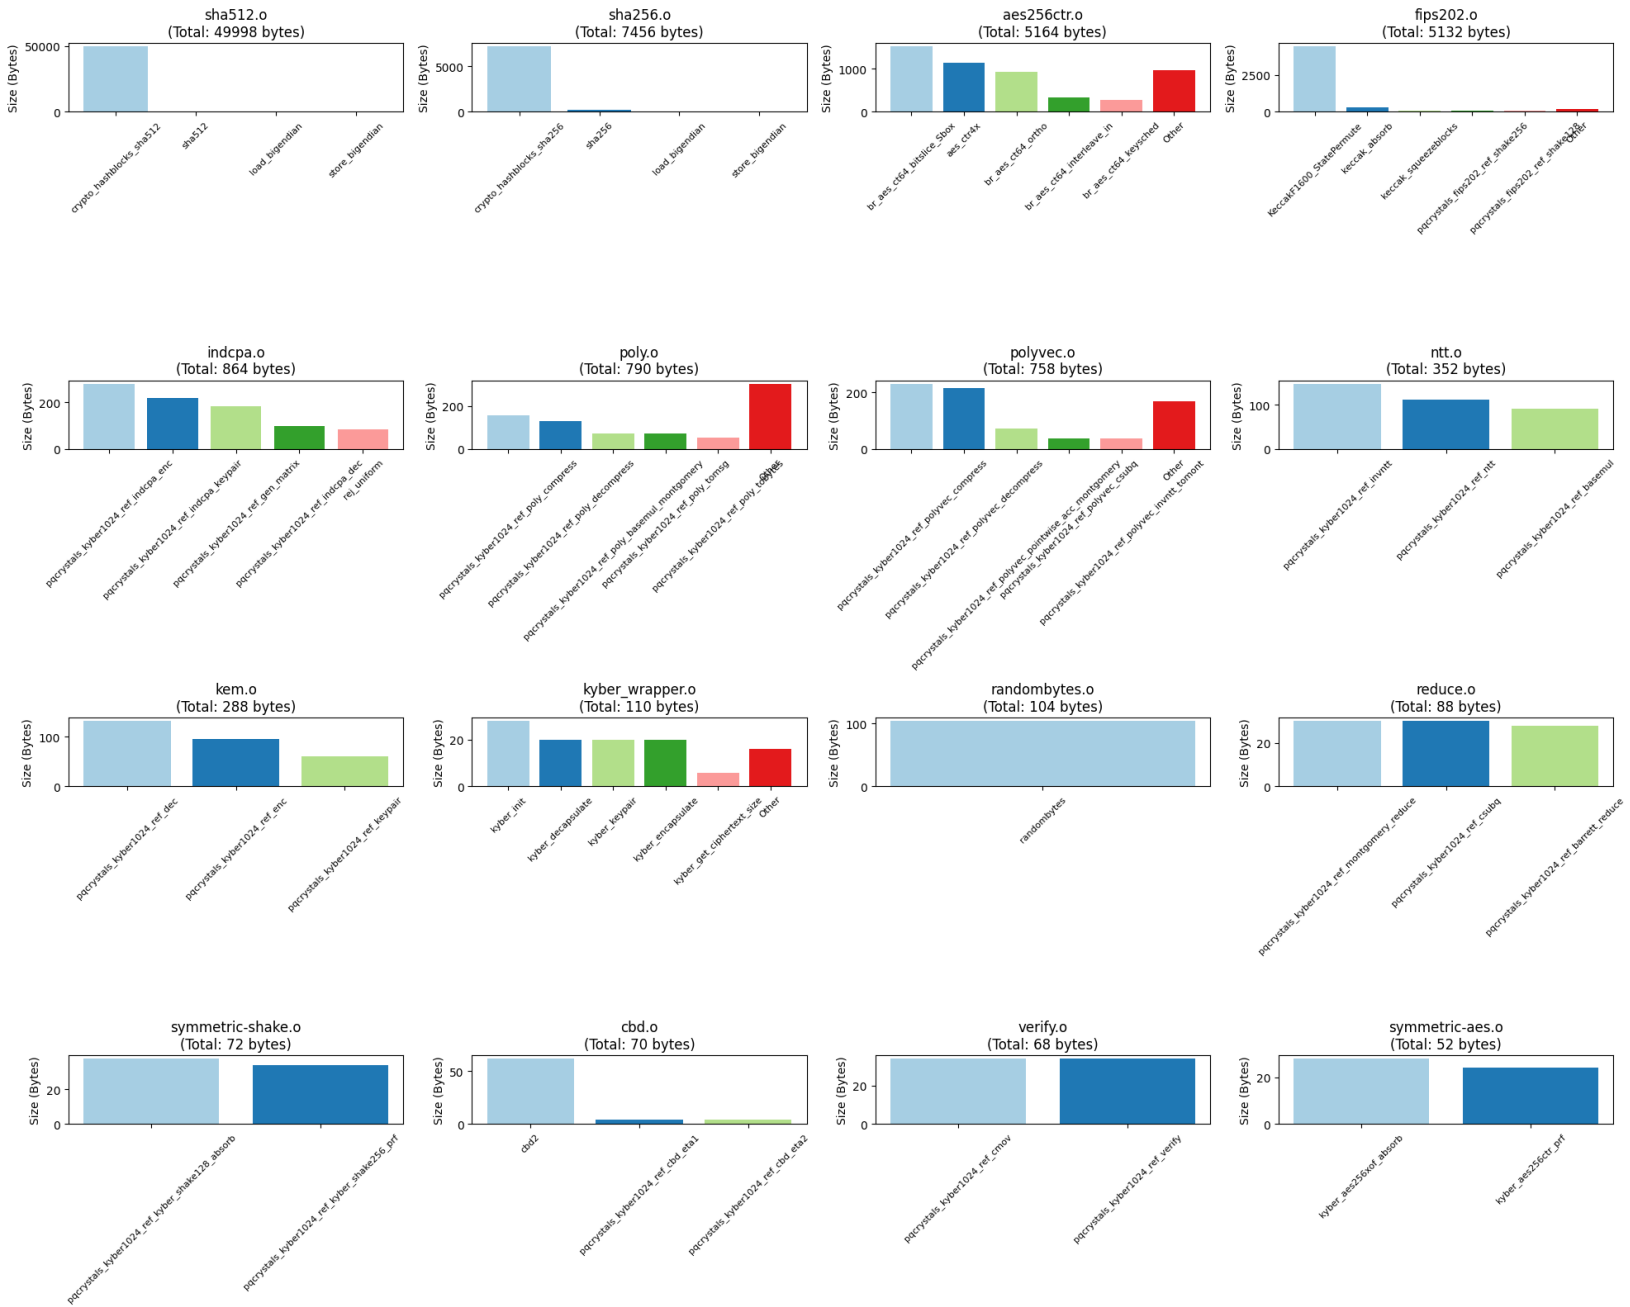 sha512.o
(Total: 49998 bytes)
Size (Bytes)
50000
0
crypto_hashblocks_sha512
sha512
load_bigendian
store_bigendian
sha256.o
(Total: 7456 bytes)
Size (Bytes)
5000
0
crypto_hashblocks_sha256
sha256
load_bigendian
store_bigendian
aes256ctr.o
(Total: 5164 bytes)
Size (Bytes)
1000
0
br_aes_ct64_bitslice_Sbox
aes_ctr4x
br_aes_ct64_ortho
br_aes_ct64_interleave_in
br_aes_ct64_keysched
Other
fips202.o
(Total: 5132 bytes)
Size (Bytes)
2500
0
KeccakF1600_StatePermute
keccak_absorb
keccak_squeezeblocks
pqcrystals_fips202_ref_shake256
pqcrystals_fips202_ref_shake128
Other
indcpa.o
(Total: 864 bytes)
Size (Bytes)
200
0
pqcrystals_kyber1024_ref_indcpa_enc
pqcrystals_kyber1024_ref_indcpa_keypair
pqcrystals_kyber1024_ref_gen_matrix
pqcrystals_kyber1024_ref_indcpa_dec
rej_uniform
poly.o
(Total: 790 bytes)
Size (Bytes)
200
0
pqcrystals_kyber1024_ref_poly_compress
pqcrystals_kyber1024_ref_poly_decompress
pqcrystals_kyber1024_ref_poly_basemul_montgomery
pqcrystals_kyber1024_ref_poly_tomsg
pqcrystals_kyber1024_ref_poly_tobytes
Other
polyvec.o
(Total: 758 bytes)
Size (Bytes)
200
0
pqcrystals_kyber1024_ref_polyvec_compress
pqcrystals_kyber1024_ref_polyvec_decompress
pqcrystals_kyber1024_ref_polyvec_pointwise_acc_montgomery
pqcrystals_kyber1024_ref_polyvec_csubq
pqcrystals_kyber1024_ref_polyvec_invntt_tomont
Other
ntt.o
(Total: 352 bytes)
Size (Bytes)
100
0
pqcrystals_kyber1024_ref_invntt
pqcrystals_kyber1024_ref_ntt
pqcrystals_kyber1024_ref_basemul
kem.o
(Total: 288 bytes)
Size (Bytes)
100
0
pqcrystals_kyber1024_ref_dec
pqcrystals_kyber1024_ref_enc
pqcrystals_kyber1024_ref_keypair
kyber_wrapper.o
(Total: 110 bytes)
Size (Bytes)
20
0
kyber_init
kyber_decapsulate
kyber_keypair
kyber_encapsulate
kyber_get_ciphertext_size
Other
randombytes.o
(Total: 104 bytes)
Size (Bytes)
100
0
randombytes
reduce.o
(Total: 88 bytes)
Size (Bytes)
20
0
pqcrystals_kyber1024_ref_montgomery_reduce
pqcrystals_kyber1024_ref_csubq
pqcrystals_kyber1024_ref_barrett_reduce
symmetric-shake.o
(Total: 72 bytes)
Size (Bytes)
20
0
pqcrystals_kyber1024_ref_kyber_shake128_absorb
pqcrystals_kyber1024_ref_kyber_shake256_prf
cbd.o
(Total: 70 bytes)
Size (Bytes)
50
0
cbd2
pqcrystals_kyber1024_ref_cbd_eta1
pqcrystals_kyber1024_ref_cbd_eta2
verify.o
(Total: 68 bytes)
Size (Bytes)
20
0
pqcrystals_kyber1024_ref_cmov
pqcrystals_kyber1024_ref_verify
symmetric-aes.o
(Total: 52 bytes)
Size (Bytes)
20
0
kyber_aes256xof_absorb
kyber_aes256ctr_prf